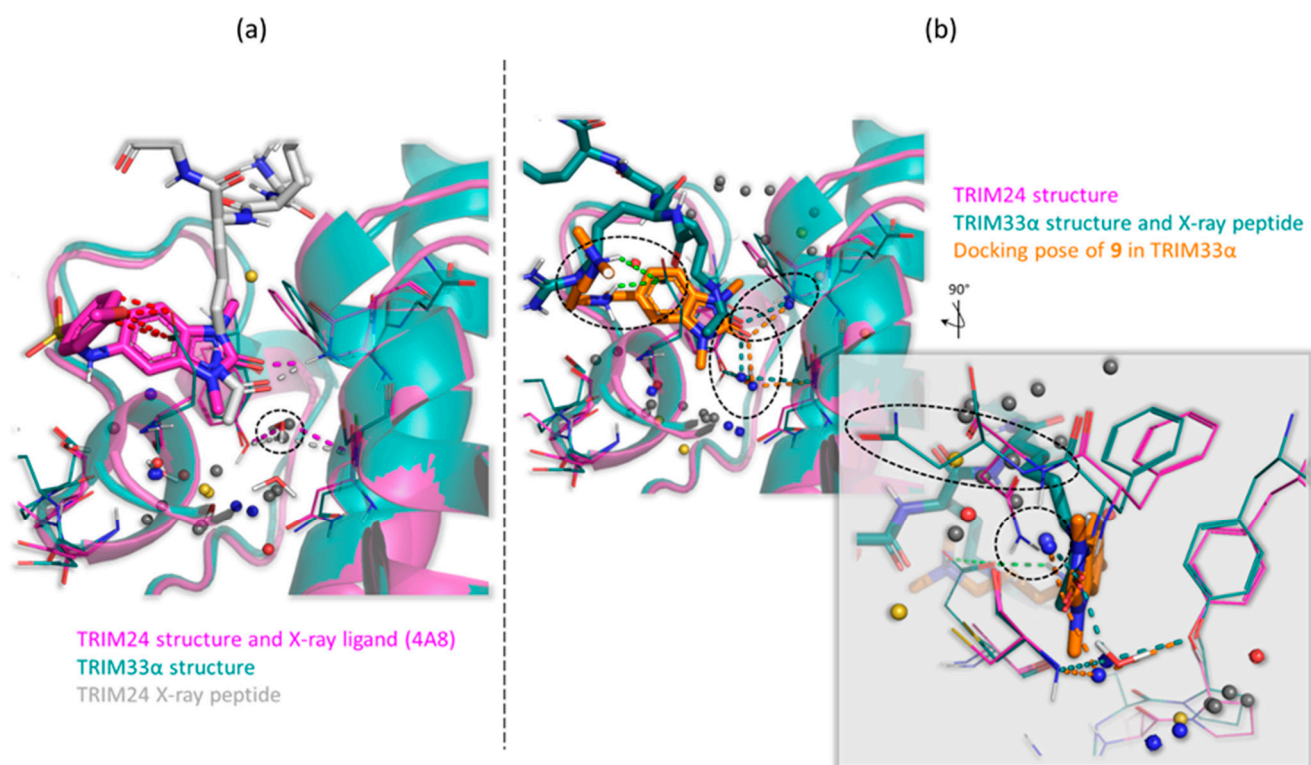 (a)
(b)
TRIM24 structure
TRIM33α structure and X-ray peptide
Docking pose of 9 in TRIM33α
90°
TRIM24 structure and X-ray ligand (4A8)
TRIM33α structure
TRIM24 X-ray peptide